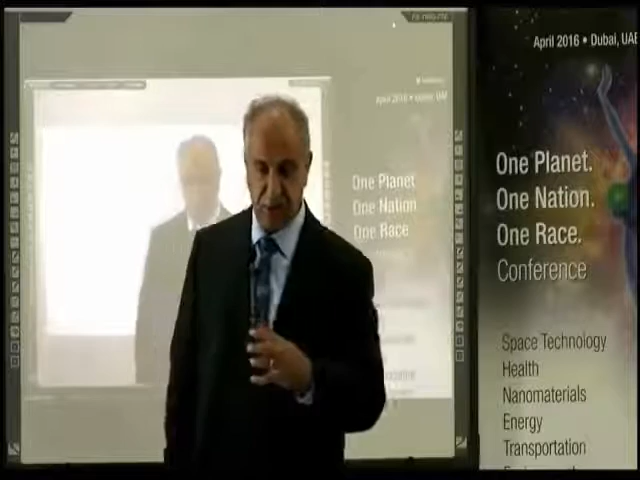 April 2016 • Dubai, UAE
One Planet.
One Nation.
One Race.
Conference
Space Technology
Health
Nanomaterials
Energy
Transportation
One Planet
One Nation
One Race